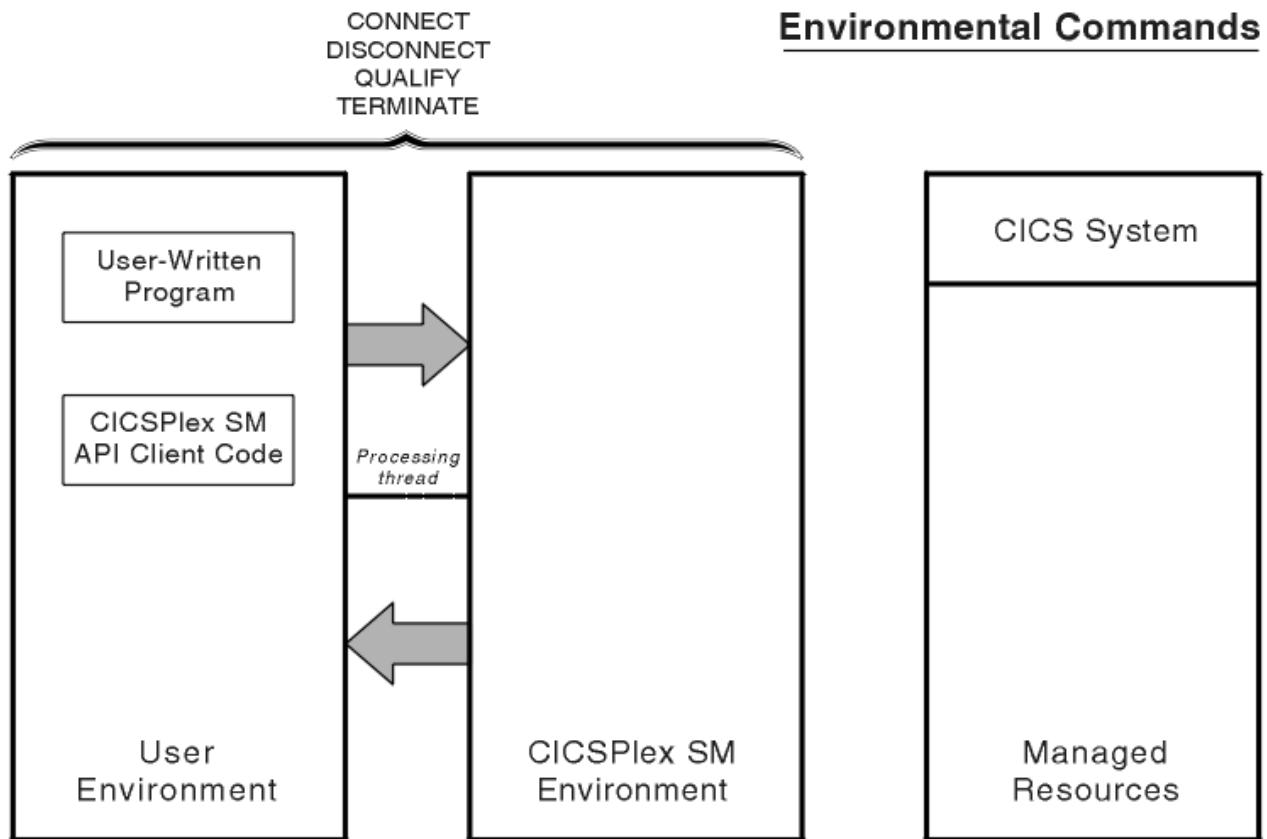 CONNECT
DISCONNECT
QUALIFY
TERMINATE
Environmental Commands
User-Written
Program
CICSPlex SM
API Client Code
Processing
thread
User
Environment
CICSPlex SM
Environment
CICS System
Managed
Resources